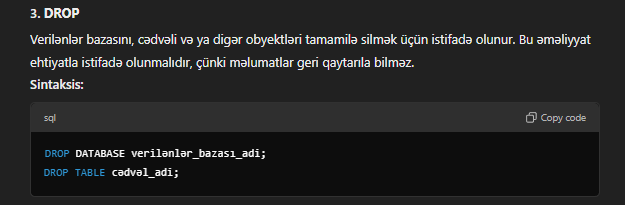 3. DROP
Verilənlər bazasını, cədvəli və ya digər obyektləri tamamilə silmək üçün istifadə olunur. Bu əməliyyat
ehtiyatla istifadə olunmalıdır, çünki məlumatlar geri qaytarıla bilməz.
Sintaksis:
sql Copy code
DROP DATABASE verilənlər_bazası_adi;
DROP TABLE cədvəl_adi;